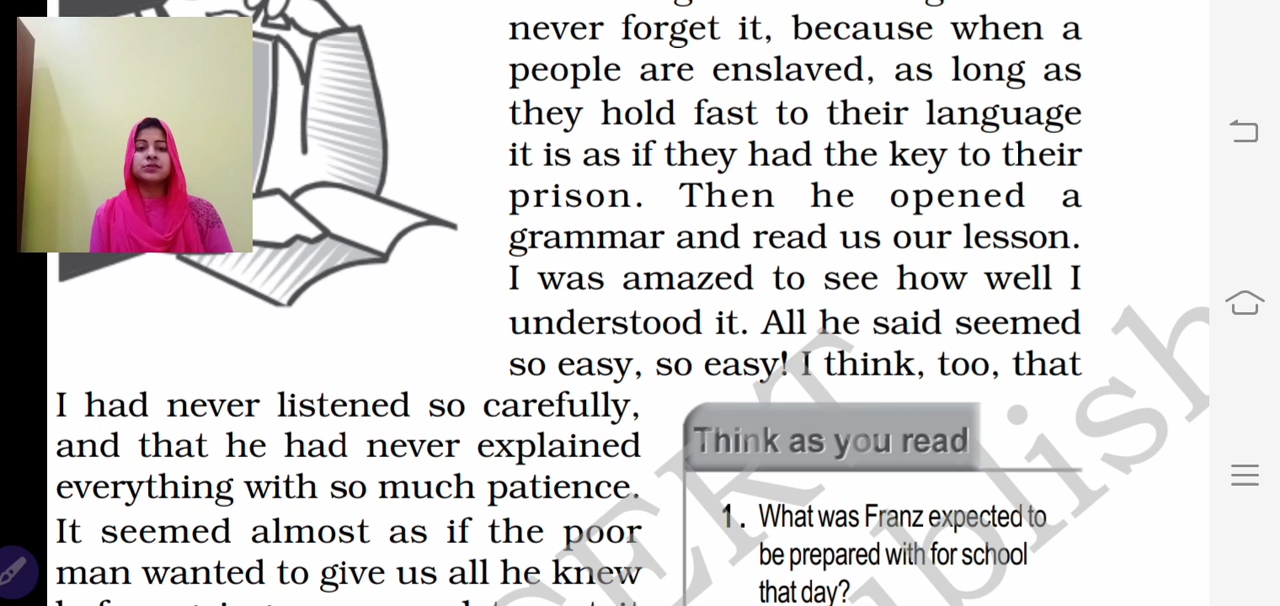 never forget it, because when a
people are enslaved, as long as
they hold fast to their language
it is as if they had the key to their
prison. Then he opened a
grammar and read us our lesson.
I was amazed to see how well I
understood it. All he said seemed
so easy, so easy! I think, too, that
I had never listened so carefully,
and that he had never explained
everything with so much patience.
It seemed almost as if the poor
man wanted to give us all he knew
Think as you read
1. What was Franz expected to
be prepared with for school
that day?